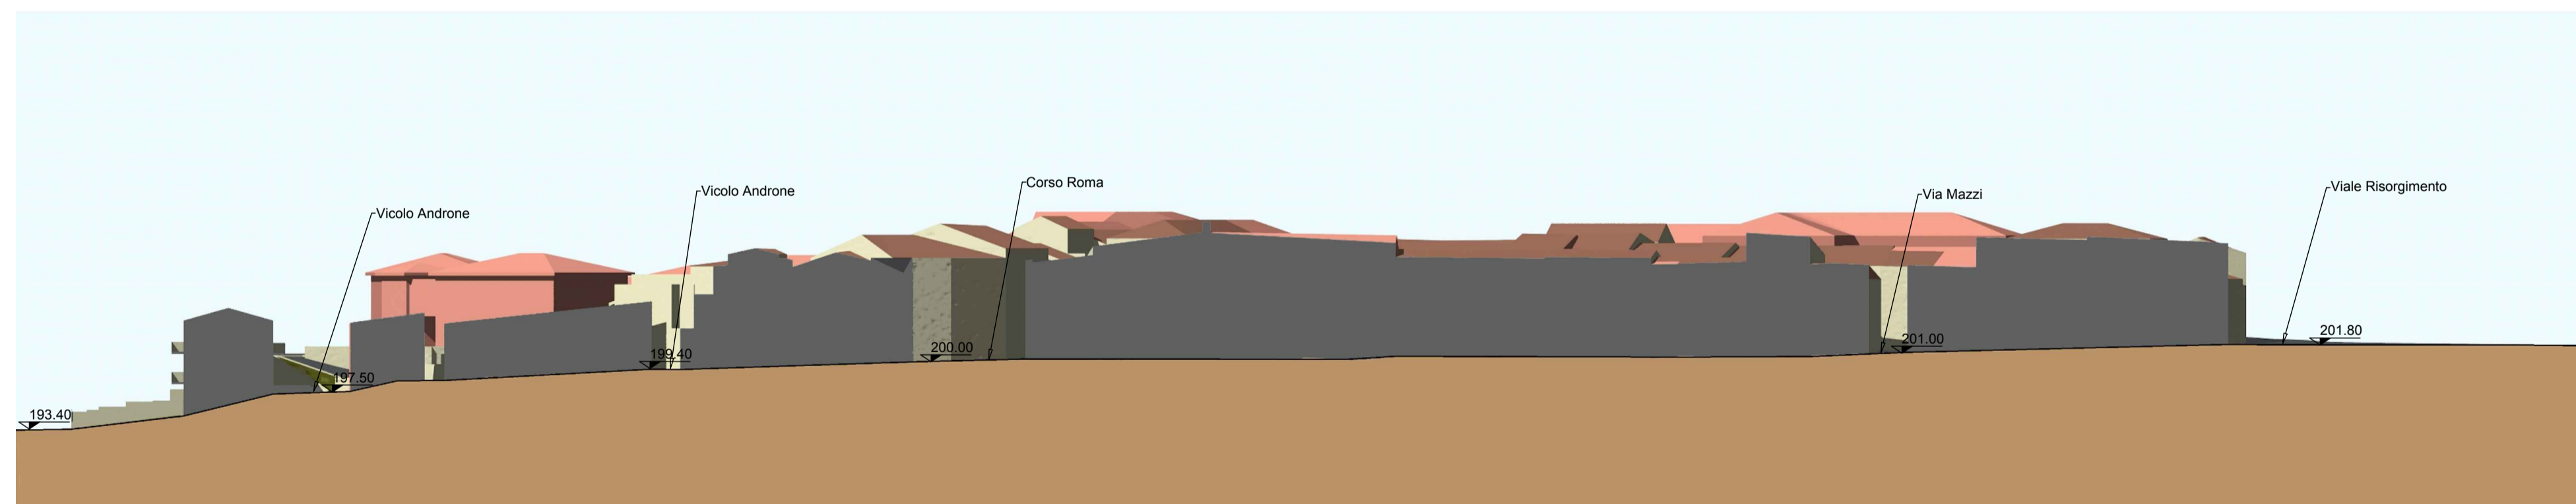 Vicolo Androne
Vicolo Androne
Corso Roma
Via Mazzi
Viale Risorgimento
193.40
197.50
199.40
200.00
201.00
201.80